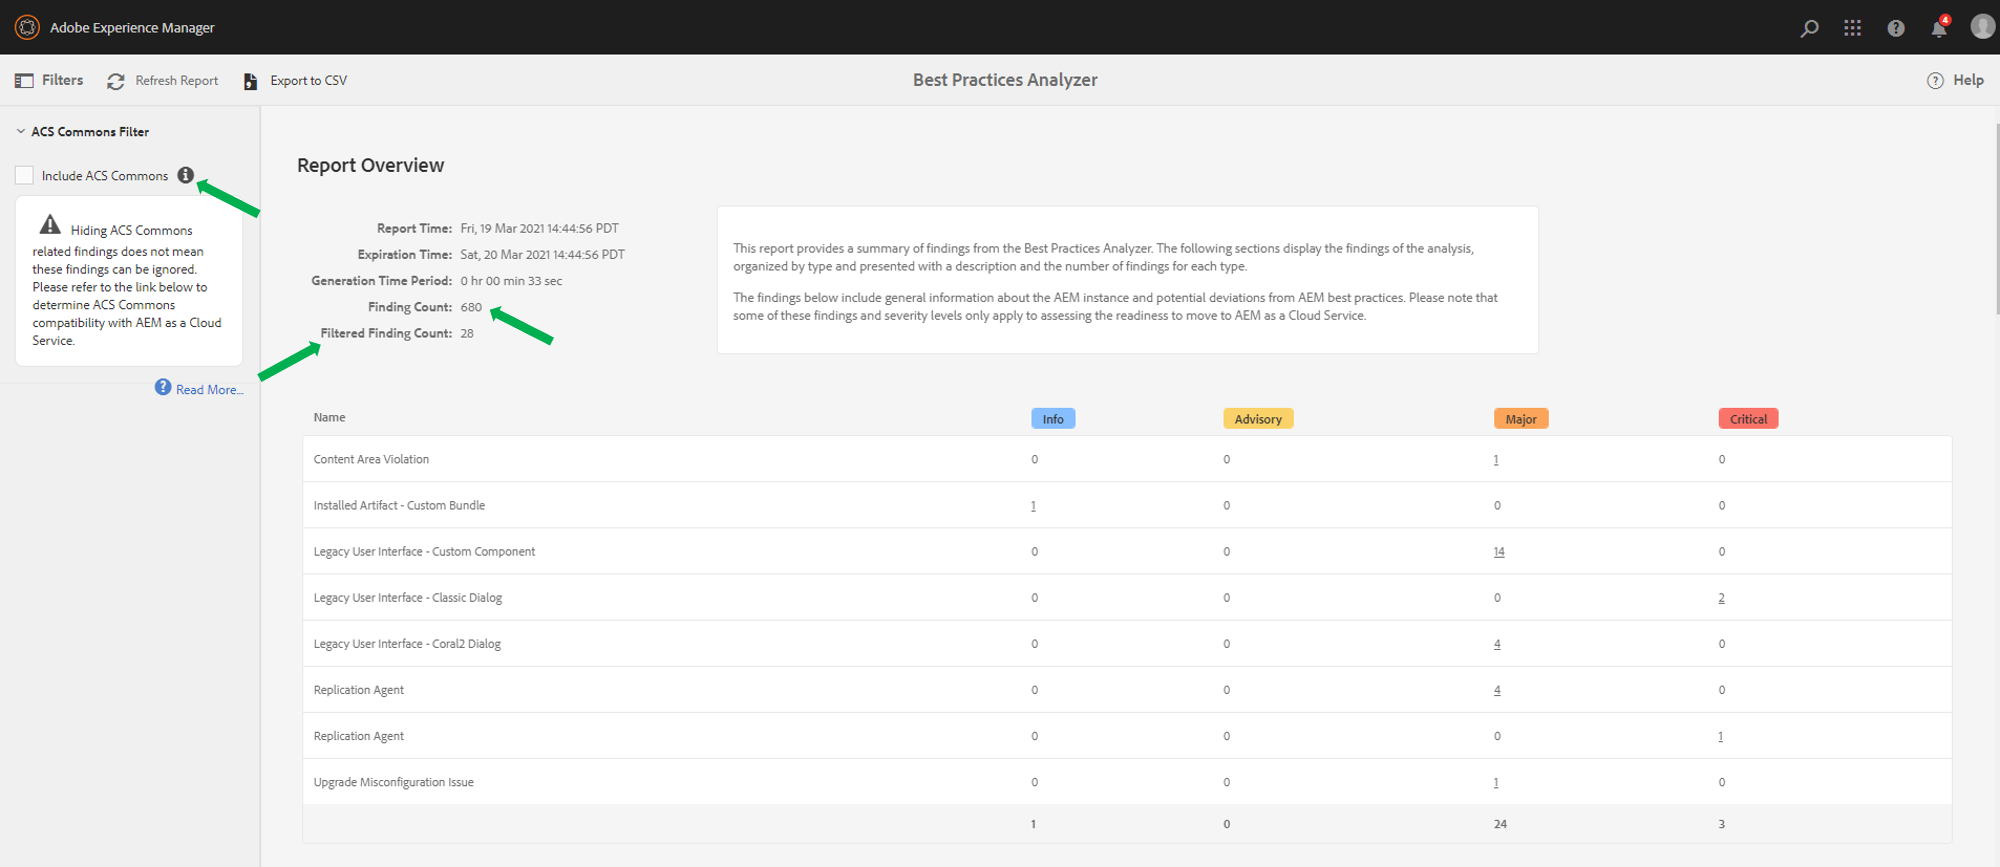 Adobe Experience Manager
4
Filters Refresh Report Export to CSV Best Practices Analyzer Help
ACS Commons Filter
Include ACS Commons
Hiding ACS Commons
related findings does not mean
these findings can be ignored.
Please refer to the link below to
determine ACS Commons
compatibility with AEM as a Cloud
Service.
Read More...
Report Overview
Report Time: Fri, 19 Mar 2021 14:44:56 PDT
Expiration Time: Sat, 20 Mar 2021 14:44:56 PDT
Generation Time Period: 0 hr 00 min 33 sec
Finding Count: 680
Filtered Finding Count: 28
This report provides a summary of findings from the Best Practices Analyzer. The following sections display the findings of the analysis,
organized by type and presented with a description and the number of findings for each type.
The findings below include general information about the AEM instance and potential deviations from AEM best practices. Please note that
some of these findings and severity levels only apply to assessing the readiness to move to AEM as a Cloud Service.
Name Info Advisory Major Critical
Content Area Violation 0 0 1 0
Installed Artifact - Custom Bundle 1 0 0 0
Legacy User Interface - Custom Component 0 0 14 0
Legacy User Interface - Classic Dialog 0 0 0 2
Legacy User Interface - Coral2 Dialog 0 0 4 0
Replication Agent 0 0 4 0
Replication Agent 0 0 0 1
Upgrade Misconfiguration Issue 0 0 1 0
1 0 24 3